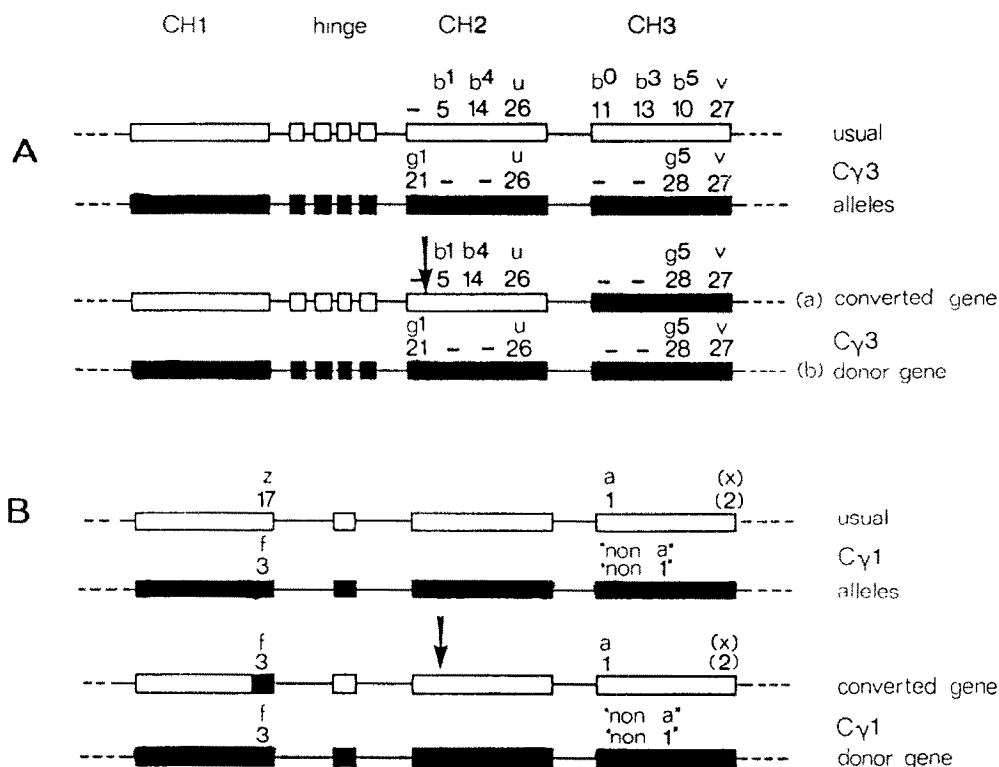 CH1 hinge CH2 CH3
b1 b4 u b0 b3 b5 v
– 5 14 26 11 13 10 27
usual
A
g1 u g5 v
Cγ3
21 – – 26 – – 28 27
alleles
b1 b4 u g5 v
– 5 14 26 – – 28 27
(a) converted gene
g1 u g5 v
Cγ3
21 – – 26 – – 28 27
(b) donor gene
z a (x)
17 1 (2)
B
usual
f "non a"
3 "non 1"
Cγ1
alleles
f a (x)
3 1 (2)
converted gene
f "non a"
3 "non 1"
Cγ1
donor gene